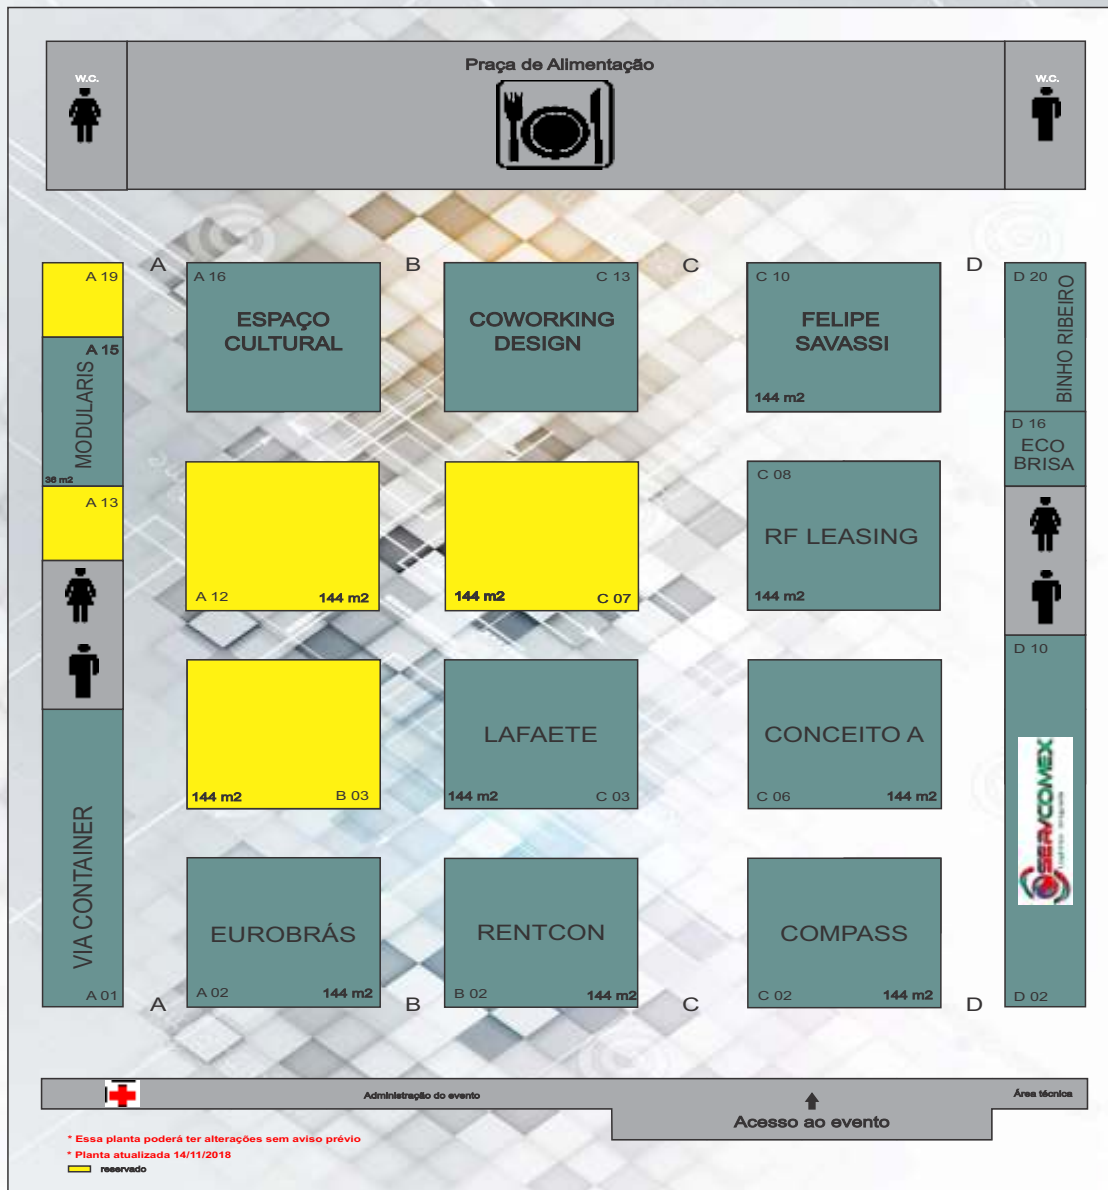 W.C.
Praça de Alimentação
W.C.
A B C D
A 19
A 15
MODULARIS
36 m2
A 13
VIA CONTAINER
A 01
A 16
ESPAÇO
CULTURAL
C 13
COWORKING
DESIGN
C 10
FELIPE
SAVASSI
144 m2
D 20
BINHO RIBEIRO
D 16
ECO
BRISA
A 12 144 m2
144 m2 C 07
C 08
RF LEASING
144 m2
144 m2 B 03
LAFAETE
144 m2 C 03
CONCEITO A
C 06 144 m2
D 10
SERVCOMEX
D 02
EUROBRÁS
A 02 144 m2
RENTCON
B 02 144 m2
COMPASS
C 02 144 m2
A B C D
Administração do evento
Área técnica
Acesso ao evento
* Essa planta poderá ter alterações sem aviso prévio
* Planta atualizada 14/11/2018
reservado